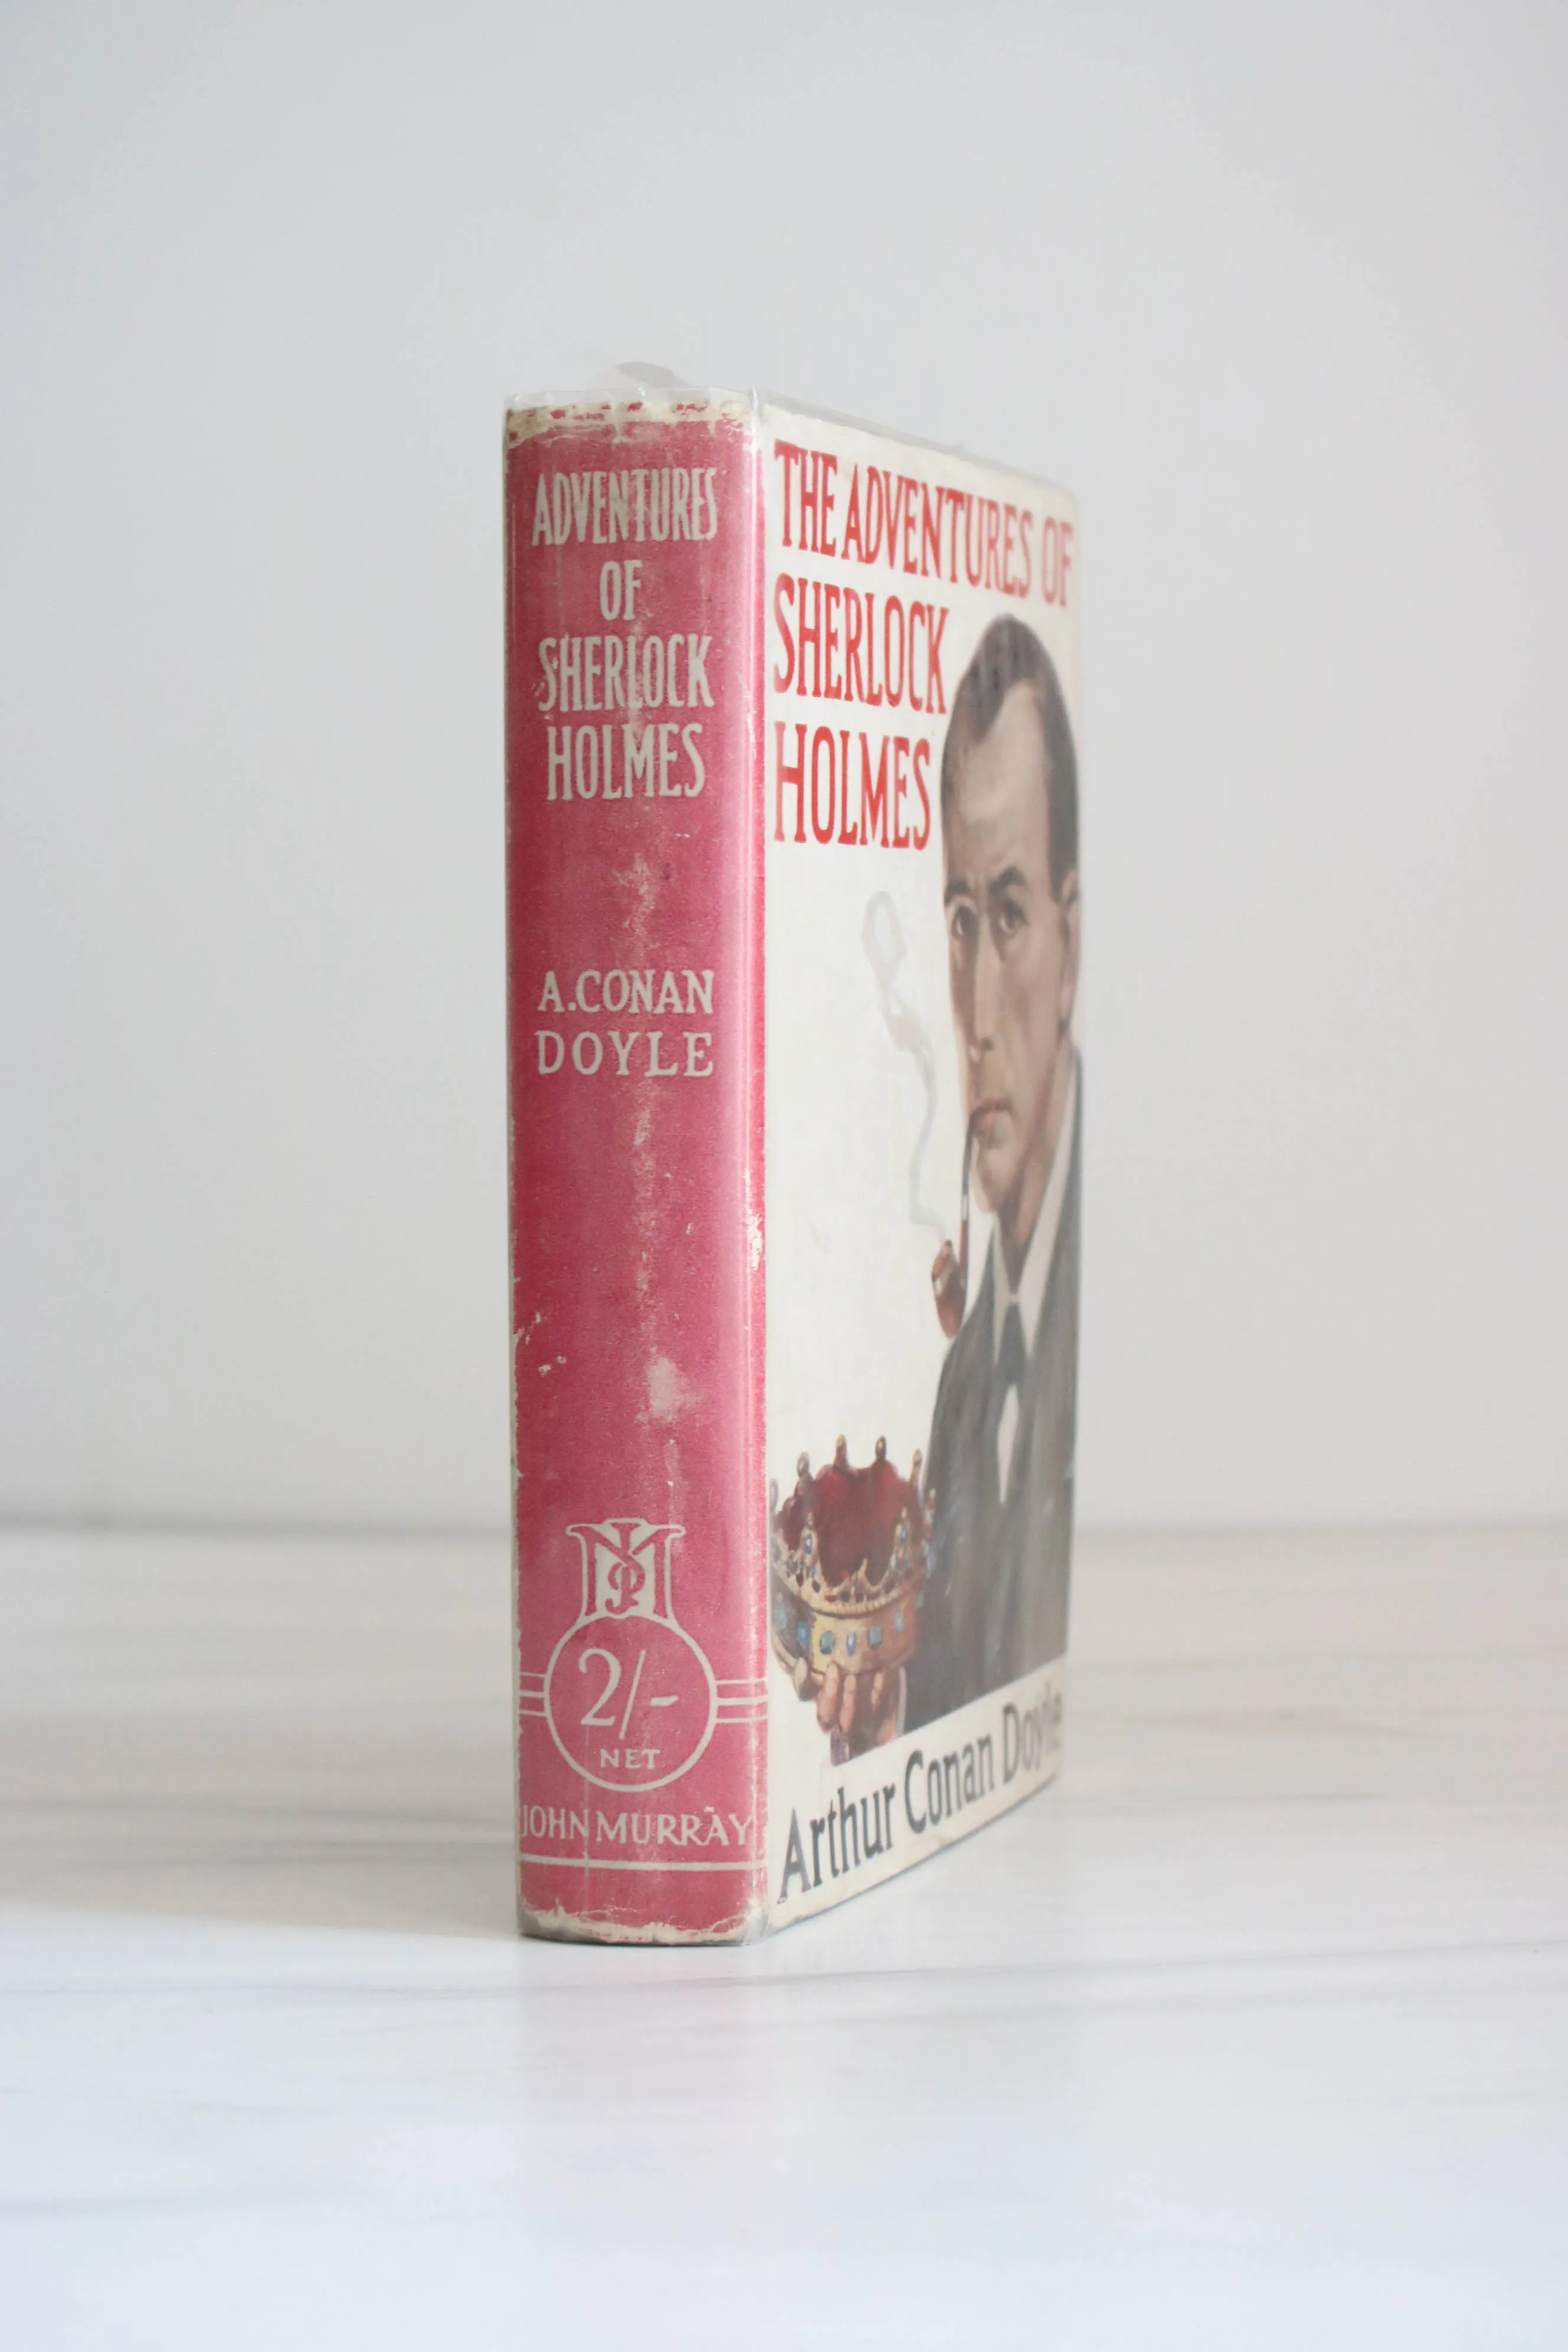 ADVENTURES
OF
SHERLOCK
HOLMES
A. CONAN
DOYLE
JM
2/-
NET
JOHN MURRAY
THE ADVENTURES OF
SHERLOCK
HOLMES
Arthur Conan Doyle